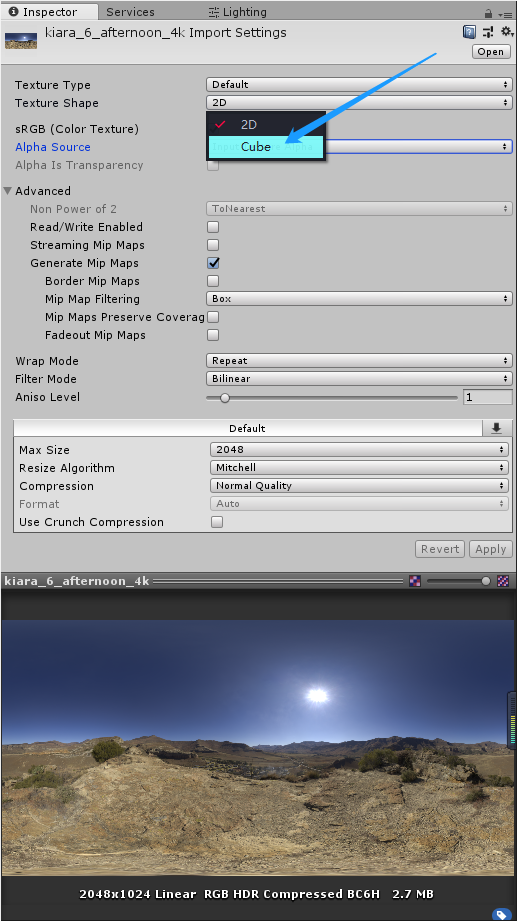 Inspector Services Lighting
kiara_6_afternoon_4k Import Settings
Open
Texture Type Default
Texture Shape 2D
sRGB (Color Texture) 2D
Alpha Source Cube
Alpha Is Transparency
Advanced
Non Power of 2 ToNearest
Read/Write Enabled
Streaming Mip Maps
Generate Mip Maps
Border Mip Maps
Mip Map Filtering Box
Mip Maps Preserve Coverag
Fadeout Mip Maps
Wrap Mode Repeat
Filter Mode Bilinear
Aniso Level 1
Default
Max Size 2048
Resize Algorithm Mitchell
Compression Normal Quality
Format Auto
Use Crunch Compression
Revert Apply
kiara_6_afternoon_4k
2048x1024 Linear RGB HDR Compressed BC6H 2.7 MB